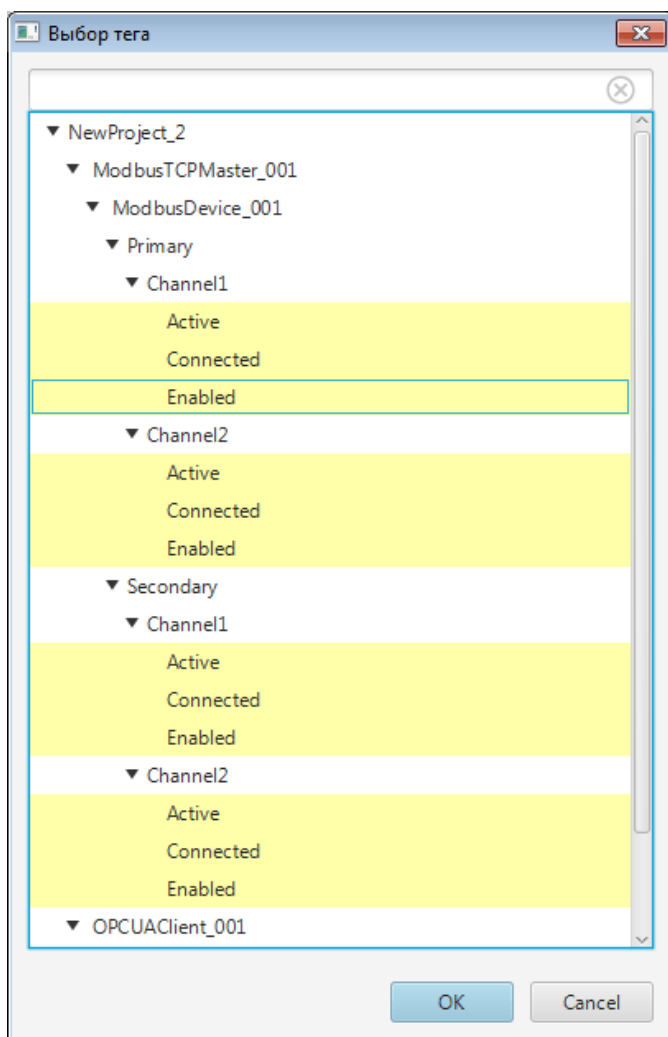 Выбор тега
NewProject_2
ModbusTCPMaster_001
ModbusDevice_001
Primary
Channel1
Active
Connected
Enabled
Channel2
Active
Connected
Enabled
Secondary
Channel1
Active
Connected
Enabled
Channel2
Active
Connected
Enabled
OPCUAClient_001
OK Cancel